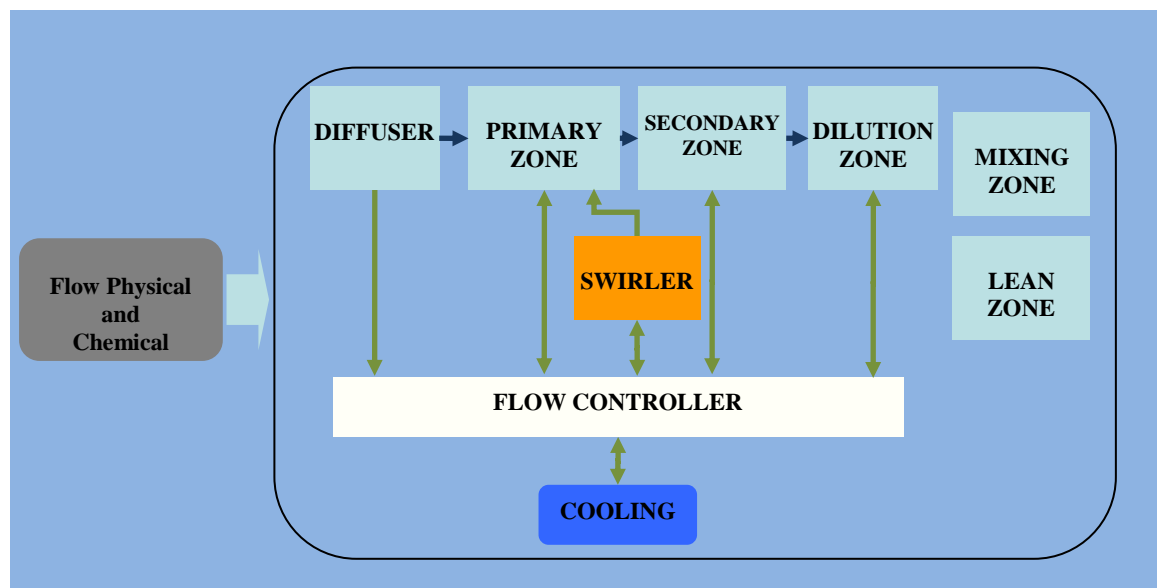 DIFFUSER
PRIMARY
ZONE
SECONDARY
ZONE
DILUTION
ZONE
MIXING
ZONE
Flow Physical
and
Chemical
SWIRLER
LEAN
ZONE
FLOW CONTROLLER
COOLING